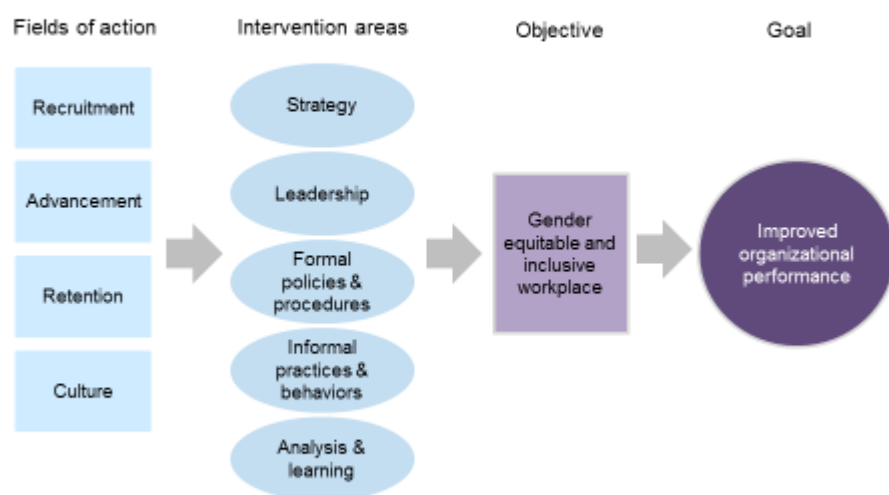 Fields of action
Intervention areas
Objective
Goal
Recruitment
Advancement
Retention
Culture
Strategy
Leadership
Formal
policies &
procedures
Informal
practices &
behaviors
Analysis &
learning
Gender
equitable and
inclusive
workplace
Improved
organizational
performance